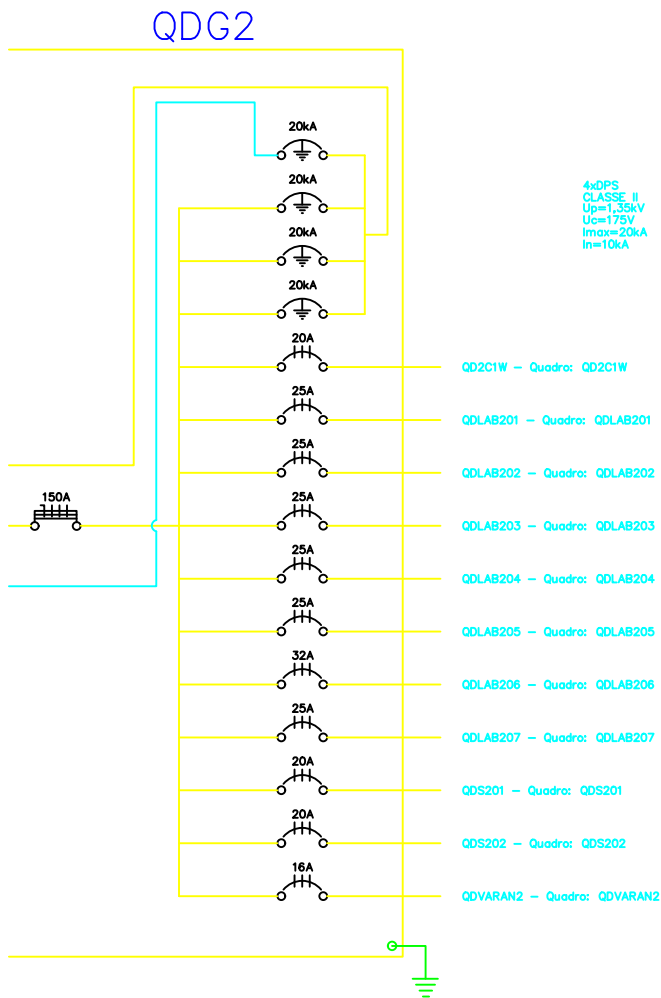 QDG2
20kA
20kA
4xDPS
CLASSE II
Up=1,35kV
Uc=175V
Imax=20kA
In=10kA
20kA
20kA
20A
QD2C1W – Quadro: QD2C1W
25A
QDLAB201 – Quadro: QDLAB201
25A
QDLAB202 – Quadro: QDLAB202
150A
25A
QDLAB203 – Quadro: QDLAB203
25A
QDLAB204 – Quadro: QDLAB204
25A
QDLAB205 – Quadro: QDLAB205
32A
QDLAB206 – Quadro: QDLAB206
25A
QDLAB207 – Quadro: QDLAB207
20A
QDS201 – Quadro: QDS201
20A
QDS202 – Quadro: QDS202
16A
QDVARAN2 – Quadro: QDVARAN2